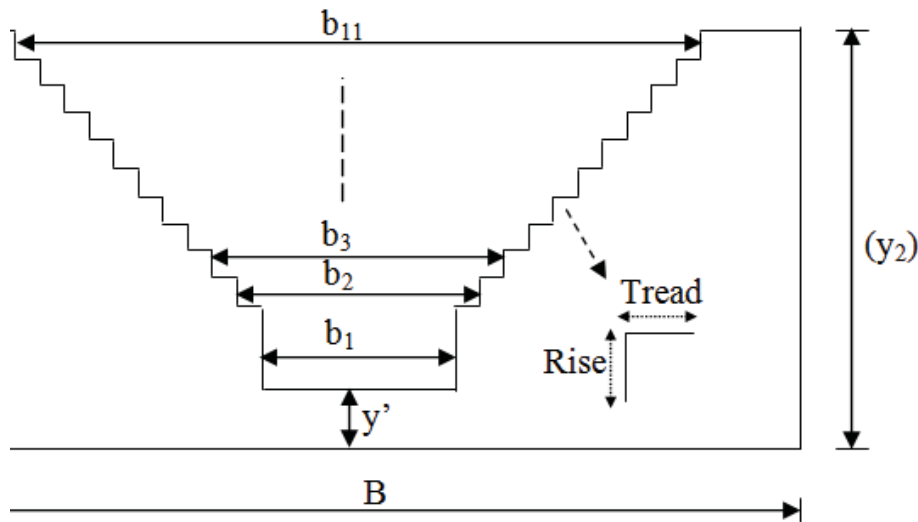 b₁₁
b₃
(y₂)
b₂
Tread
b₁
Rise
y’
B